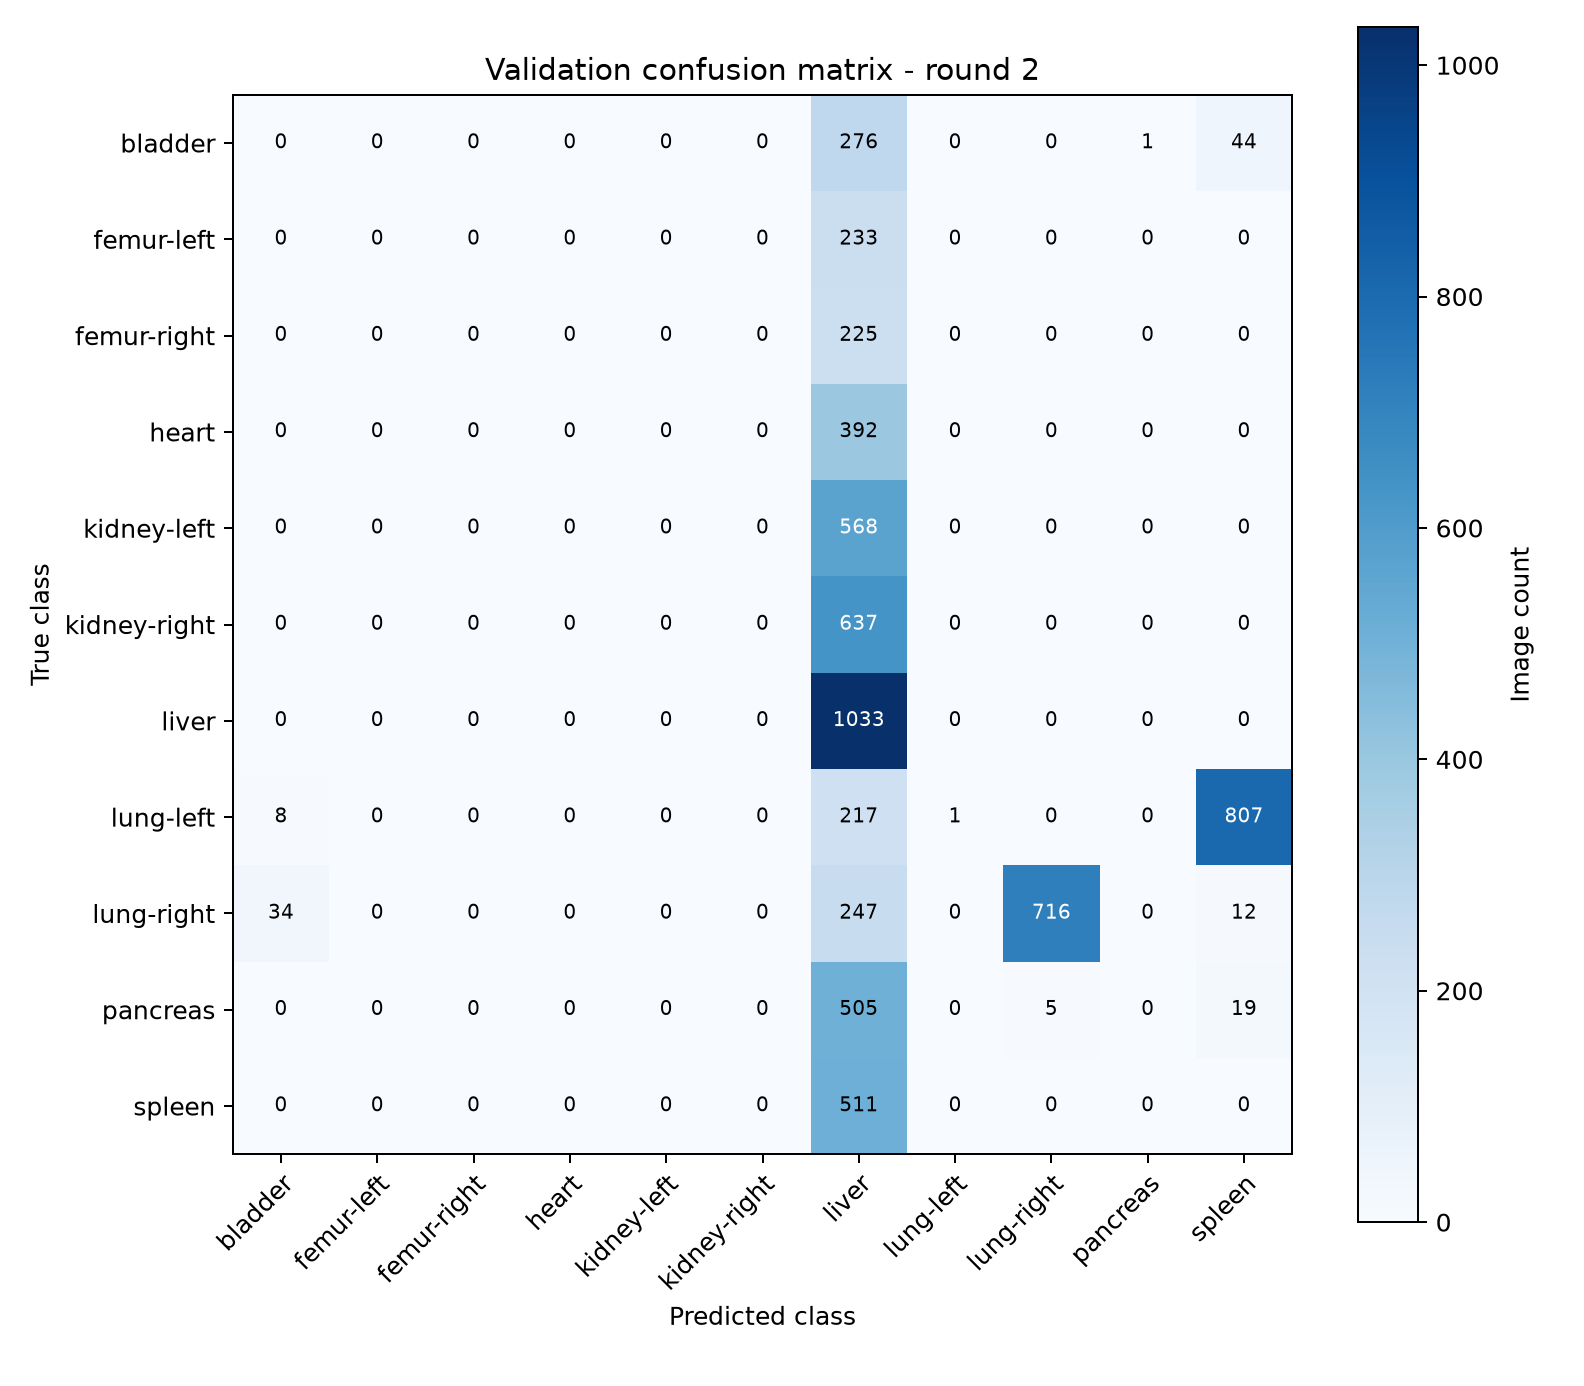 Validation confusion matrix - round 2
bladder 0 0 0 0 0 0 276 0 0 1 44
femur-left 0 0 0 0 0 0 233 0 0 0 0
femur-right 0 0 0 0 0 0 225 0 0 0 0
heart 0 0 0 0 0 0 392 0 0 0 0
kidney-left 0 0 0 0 0 0 568 0 0 0 0
kidney-right 0 0 0 0 0 0 637 0 0 0 0
liver 0 0 0 0 0 0 1033 0 0 0 0
lung-left 8 0 0 0 0 0 217 1 0 0 807
lung-right 34 0 0 0 0 0 247 0 716 0 12
pancreas 0 0 0 0 0 0 505 0 5 0 19
spleen 0 0 0 0 0 0 511 0 0 0 0
bladder femur-left femur-right heart kidney-left kidney-right liver lung-left lung-right pancreas spleen
Predicted class
True class
1000
800
600
400
200
0
Image count